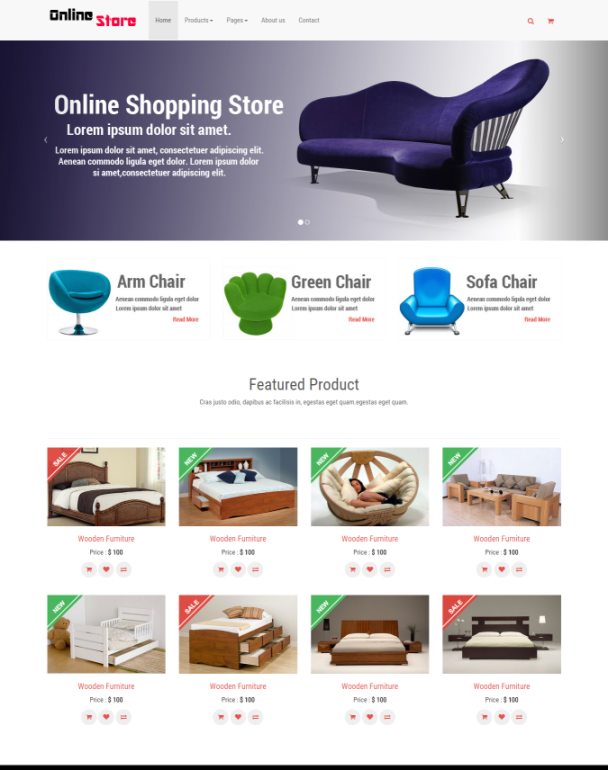 Online Store
Home Products Pages About us Contact
Online Shopping Store
Lorem ipsum dolor sit amet.
Lorem ipsum dolor sit amet, consectetuer adipiscing elit.
Aenean commodo ligula eget dolor. Lorem ipsum dolor
si amet,consectetuer adipiscing elit.
Arm Chair
Aenean commodo ligula eget dolor
Lorem ipsum dolor sit amet
Read More
Green Chair
Aenean commodo ligula eget dolor
Lorem ipsum dolor sit amet
Read More
Sofa Chair
Aenean commodo ligula eget dolor
Lorem ipsum dolor sit amet
Read More
Featured Product
Cras justo odio, dapibus ac facilisis in, egestas eget quam.egestas eget quam.
SALE
NEW
NEW
NEW
Wooden Furniture Wooden Furniture Wooden Furniture Wooden Furniture
Price : $ 100 Price : $ 100 Price : $ 100 Price : $ 100
NEW
SALE
NEW
SALE
Wooden Furniture Wooden Furniture Wooden Furniture Wooden Furniture
Price : $ 100 Price : $ 100 Price : $ 100 Price : $ 100